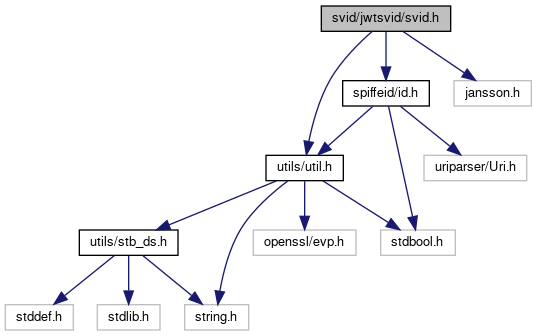 svid/jwtsvid/svid.h
spiffeid/id.h
jansson.h
utils/util.h
uriparser/Uri.h
utils/stb_ds.h
openssl/evp.h
stdbool.h
stddef.h
stdlib.h
string.h